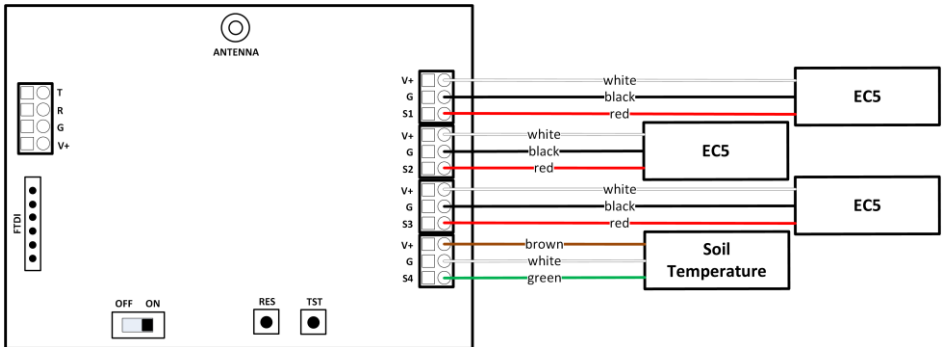 ANTENNA
T
R
G
V+
FTDI
V+ white
G black EC5
S1 red
V+ white
G black EC5
S2 red
V+ white
G black EC5
S3 red
V+ brown Soil
G white Temperature
S4 green
OFF ON RES TST